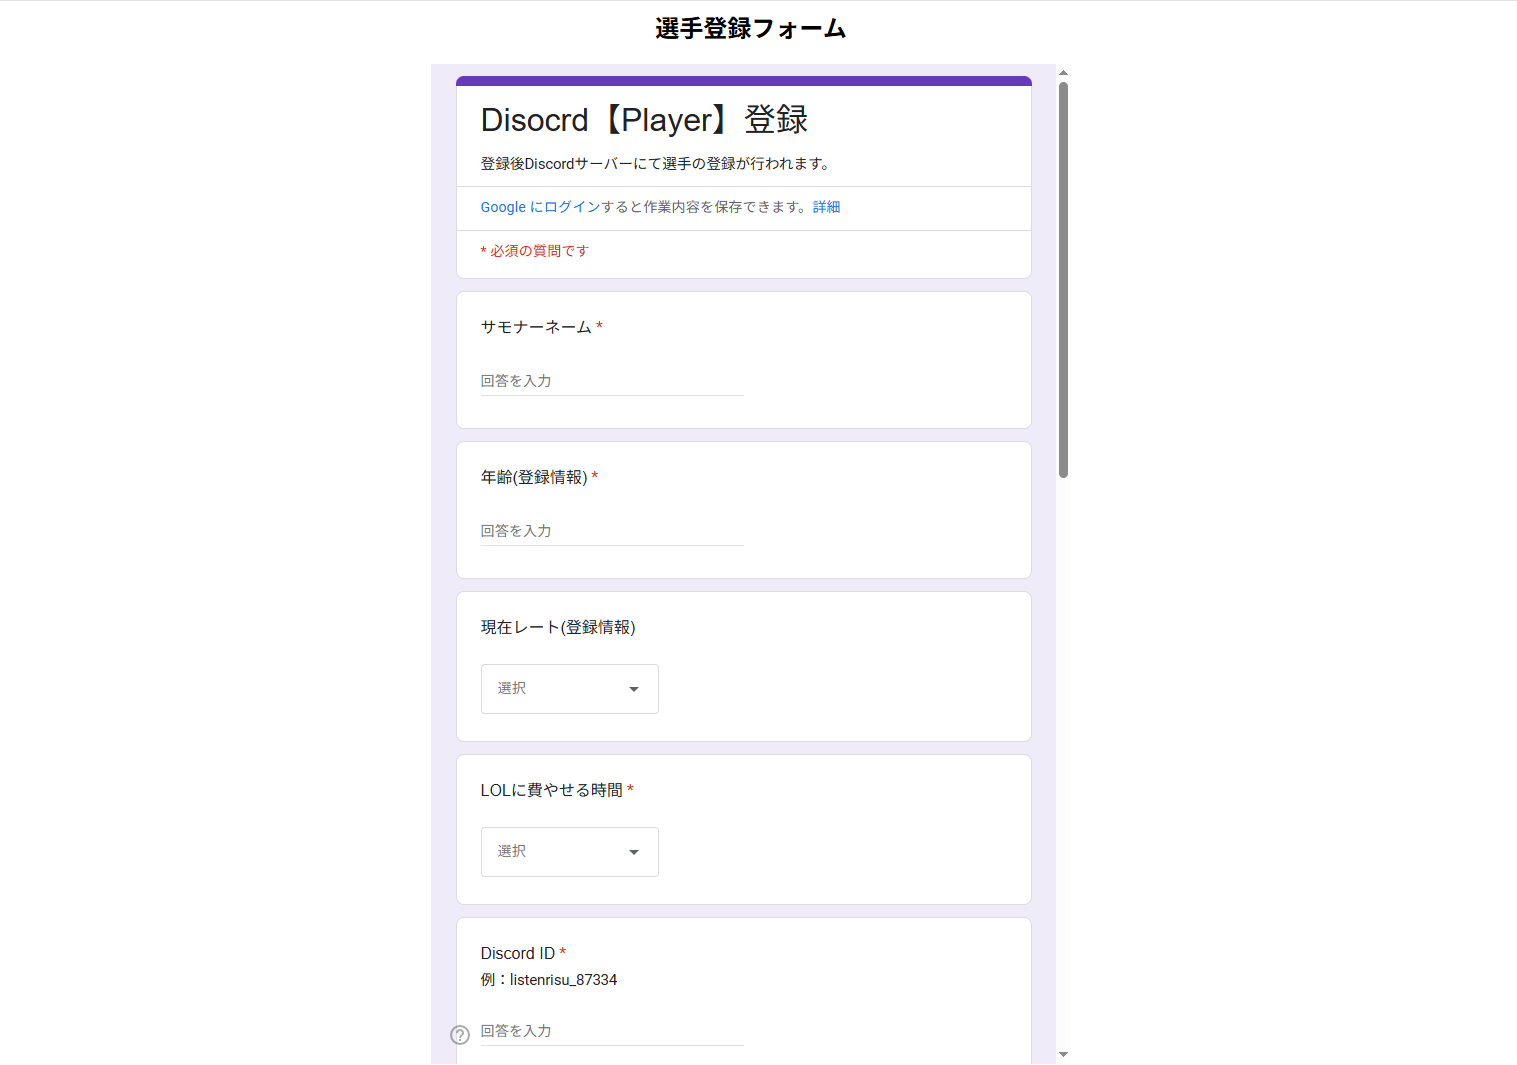 選手登録フォーム
Disocrd【Player】登録
登録後Discordサーバーにて選手の登録が行われます。
Google にログインすると作業内容を保存できます。詳細
* 必須の質問です
サモナーネーム *
回答を入力
年齢(登録情報) *
回答を入力
現在レート(登録情報)
選択
LOLに費やせる時間 *
選択
Discord ID *
例：listenrisu_87334
回答を入力